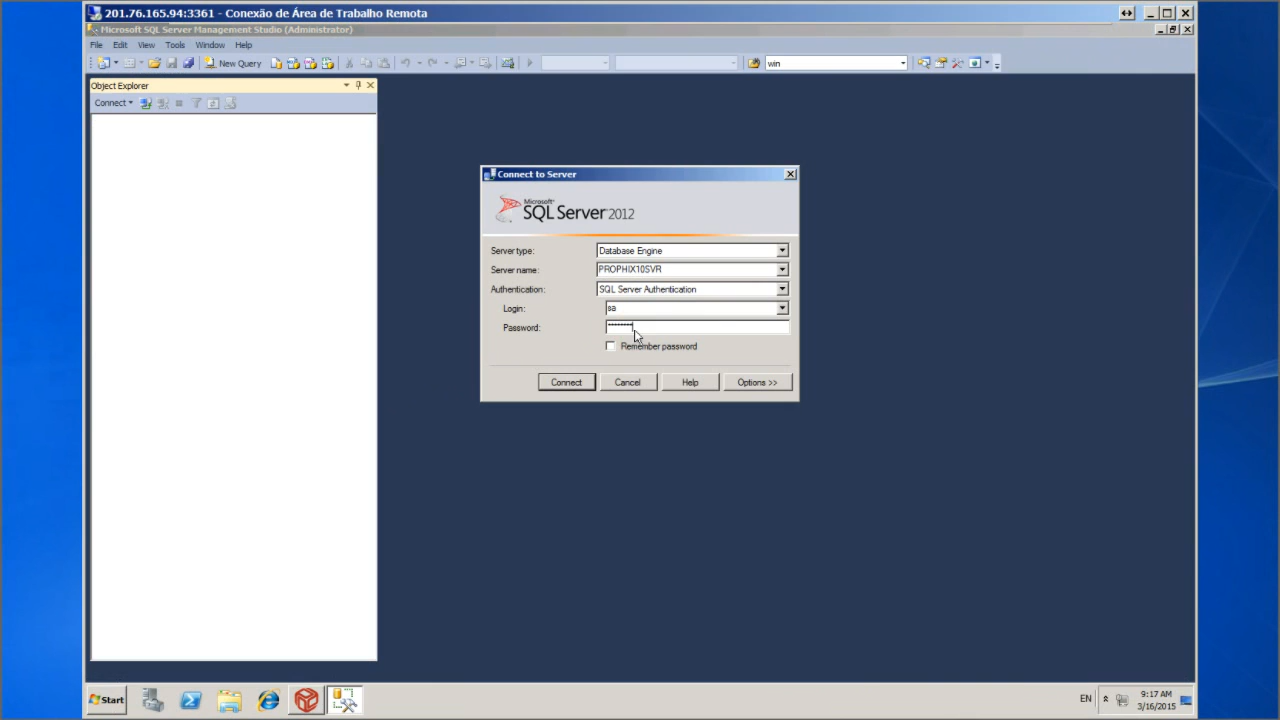 201.76.165.94:3361 - Conexão de Área de Trabalho Remota
Microsoft SQL Server Management Studio (Administrator)
File Edit View Tools Window Help
New Query
win
Object Explorer
Connect
Connect to Server
Microsoft
SQL Server 2012
Server type: Database Engine
Server name: PROPHIX10SVR
Authentication: SQL Server Authentication
Login: sa
Password: ********
Remember password
Connect Cancel Help Options >>
Start
EN
9:17 AM
3/16/2015